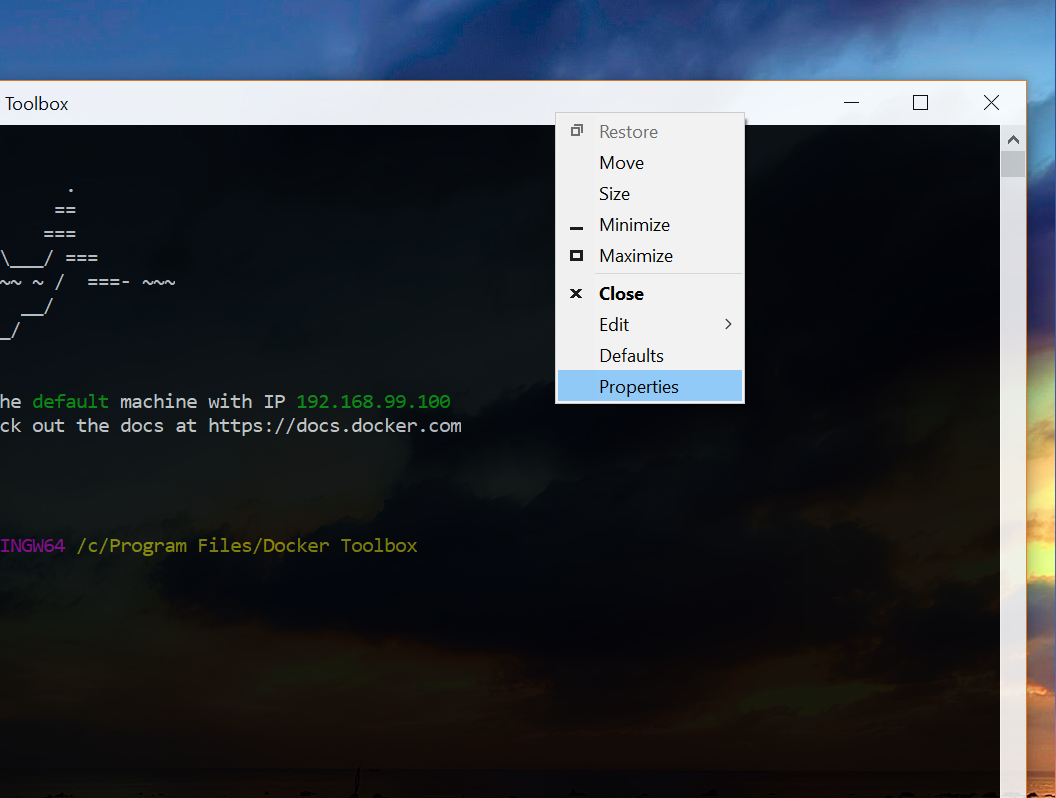 Toolbox
Restore
Move
Size
Minimize
Maximize
Close
Edit
Defaults
Properties
.
==
===
\___/ ===
~~ ~ /  ===- ~~~
__/
_/
he default machine with IP 192.168.99.100
ck out the docs at https://docs.docker.com
INGW64 /c/Program Files/Docker Toolbox